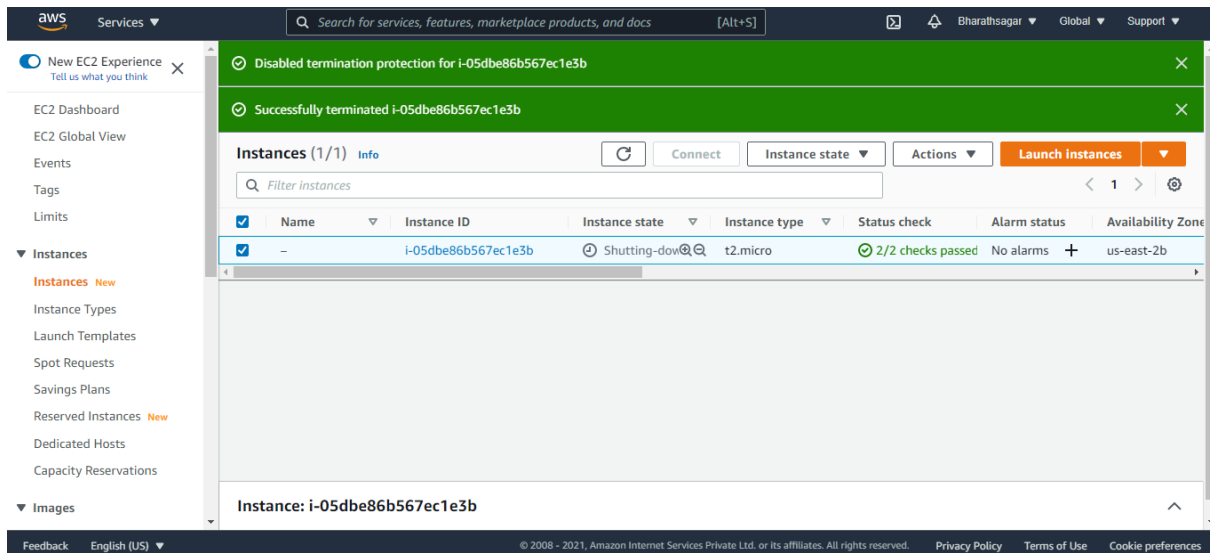 aws Services ▼ Search for services, features, marketplace products, and docs [Alt+S] Bharathsagar ▼ Global ▼ Support ▼
New EC2 Experience
Tell us what you think
EC2 Dashboard
EC2 Global View
Events
Tags
Limits
▼ Instances
Instances New
Instance Types
Launch Templates
Spot Requests
Savings Plans
Reserved Instances New
Dedicated Hosts
Capacity Reservations
▼ Images
Disabled termination protection for i-05dbe86b567ec1e3b
Successfully terminated i-05dbe86b567ec1e3b
Instances (1/1) Info Connect Instance state ▼ Actions ▼ Launch instances ▼
Filter instances < 1 >
Name Instance ID Instance state Instance type Status check Alarm status Availability Zone
– i-05dbe86b567ec1e3b Shutting-dow t2.micro 2/2 checks passed No alarms + us-east-2b
Instance: i-05dbe86b567ec1e3b
Feedback English (US) ▼ © 2008 - 2021, Amazon Internet Services Private Ltd. or its affiliates. All rights reserved. Privacy Policy Terms of Use Cookie preferences